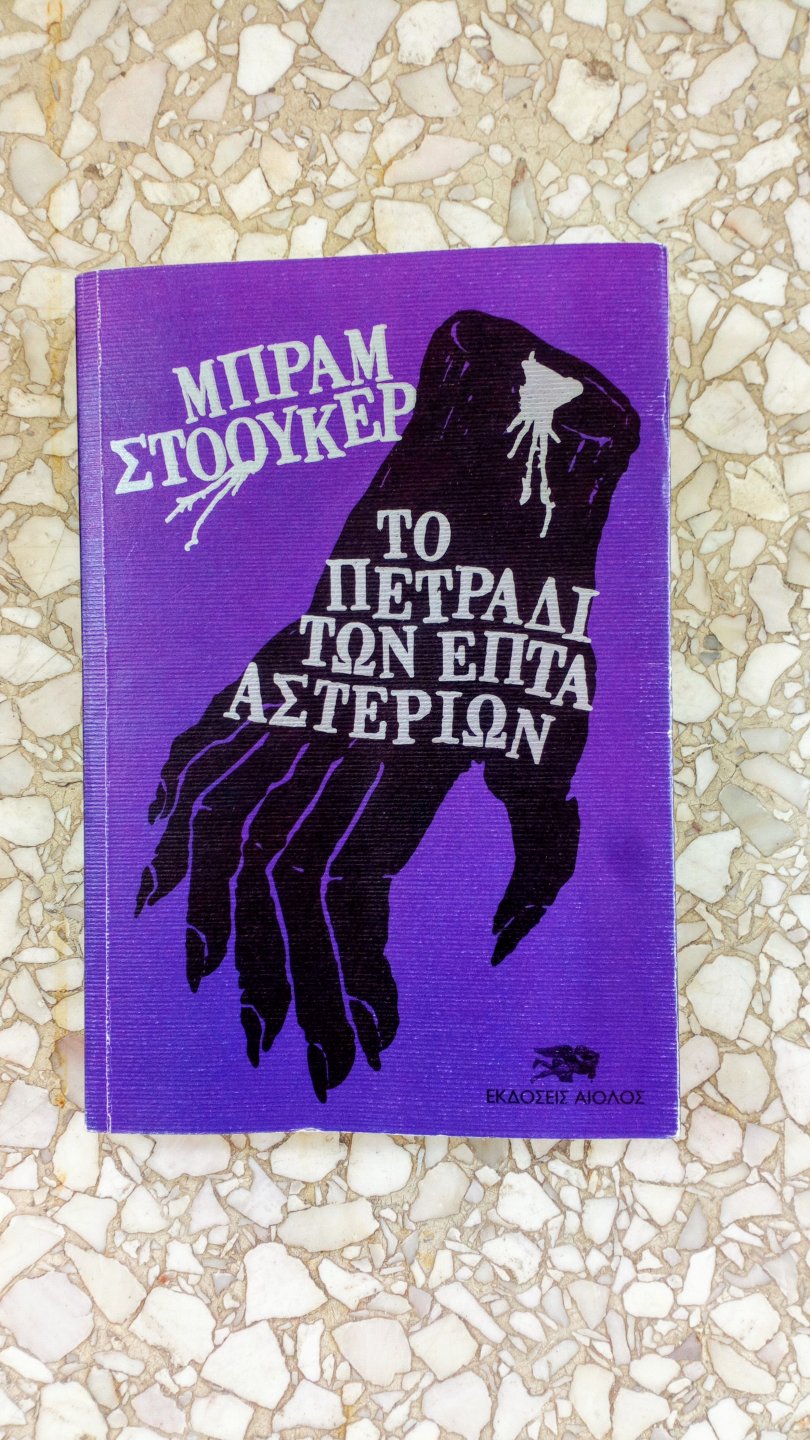 ΜΠΡΑΜ
ΣΤΟΟΥΚΕΡ
ΤΟ
ΠΕΤΡΑΔΙ
ΤΩΝ ΕΠΤΑ
ΑΣΤΕΡΙΩΝ
ΕΚΔΟΣΕΙΣ ΑΙΟΛΟΣ